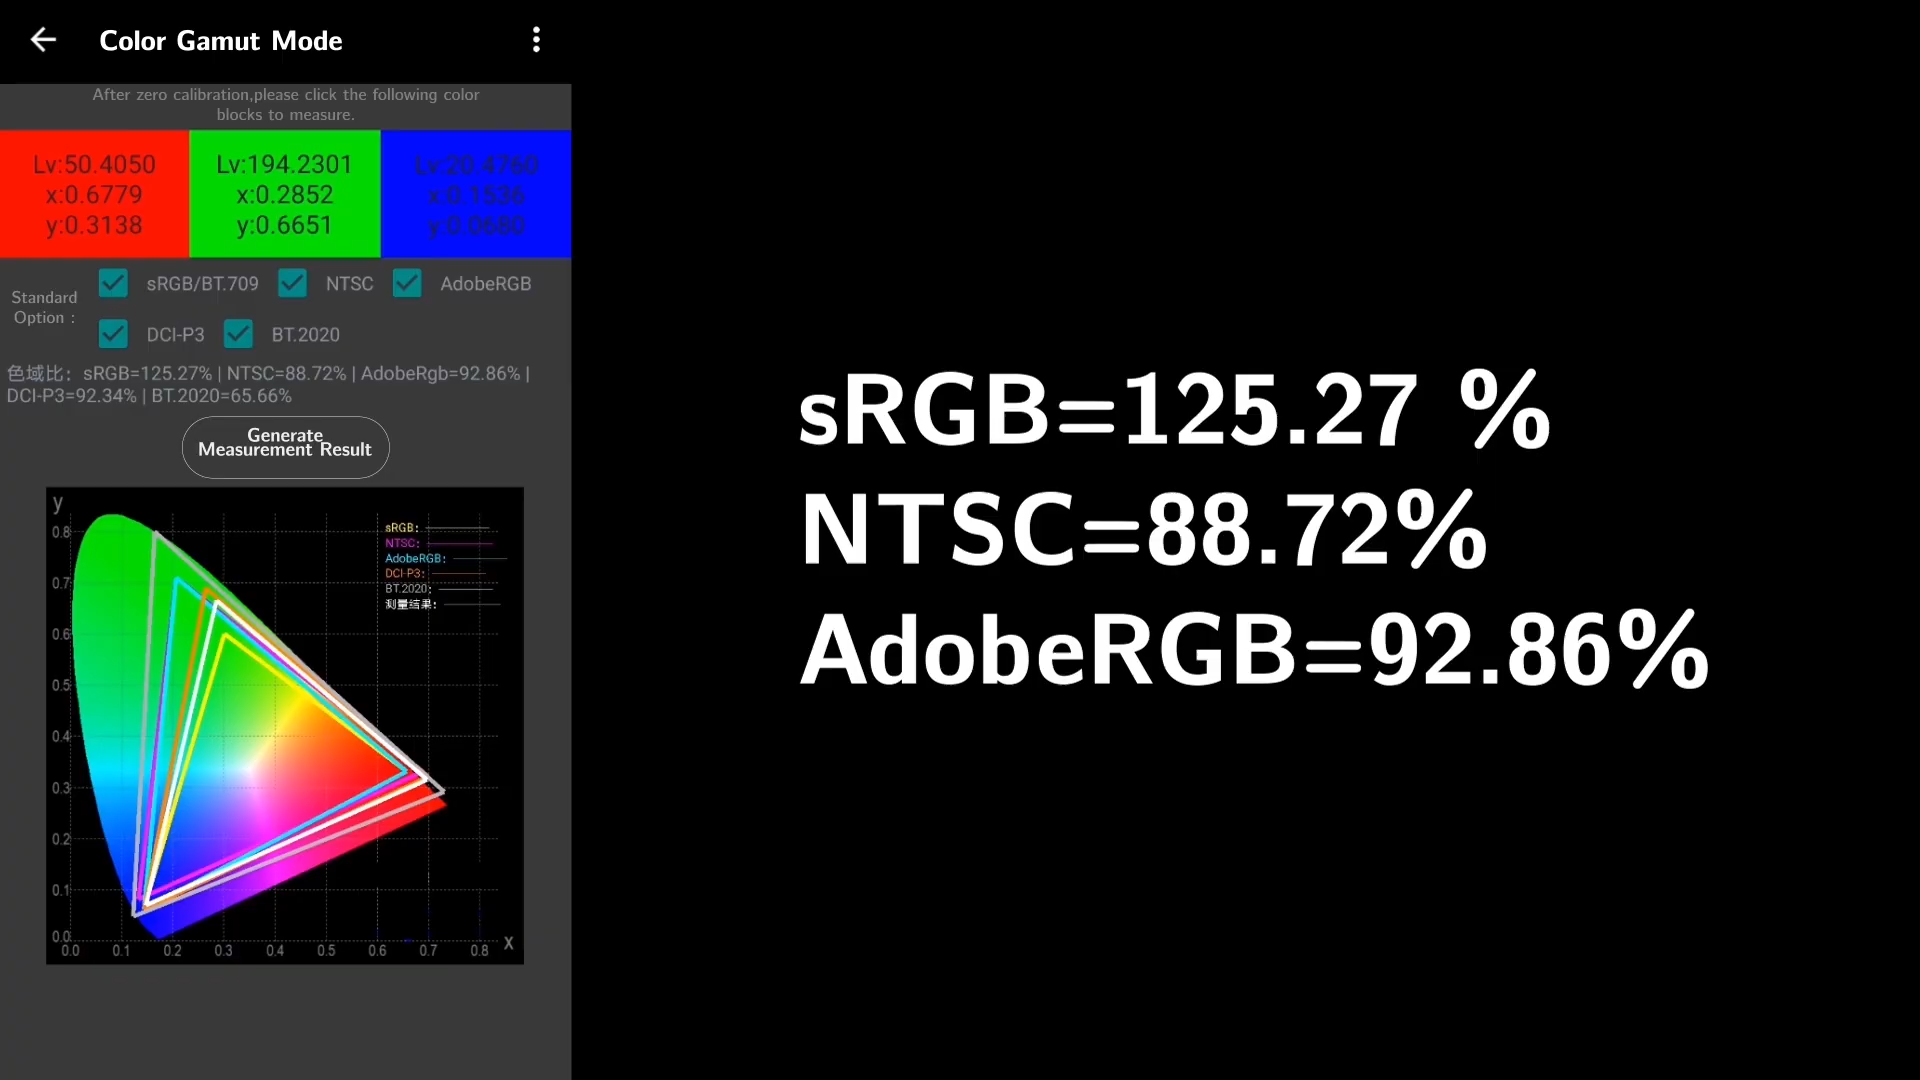 Color Gamut Mode
After zero calibration,please click the following color
blocks to measure.
Lv:50.4050
x:0.6779
y:0.3138
Lv:194.2301
x:0.2852
y:0.6651
Lv:20.4760
x:0.1536
y:0.0680
Standard
Option :
sRGB/BT.709
NTSC
AdobeRGB
DCI-P3
BT.2020
色域比: sRGB=125.27% | NTSC=88.72% | AdobeRgb=92.86% |
DCI-P3=92.34% | BT.2020=65.66%
Generate
Measurement Result
y
0.8
0.7
0.6
0.5
0.4
0.3
0.2
0.1
0.0
0.0 0.1 0.2 0.3 0.4 0.5 0.6 0.7 0.8 x
sRGB:
NTSC:
AdobeRGB:
DCI-P3:
BT.2020:
测量结果:
sRGB=125.27 %
NTSC=88.72%
AdobeRGB=92.86%